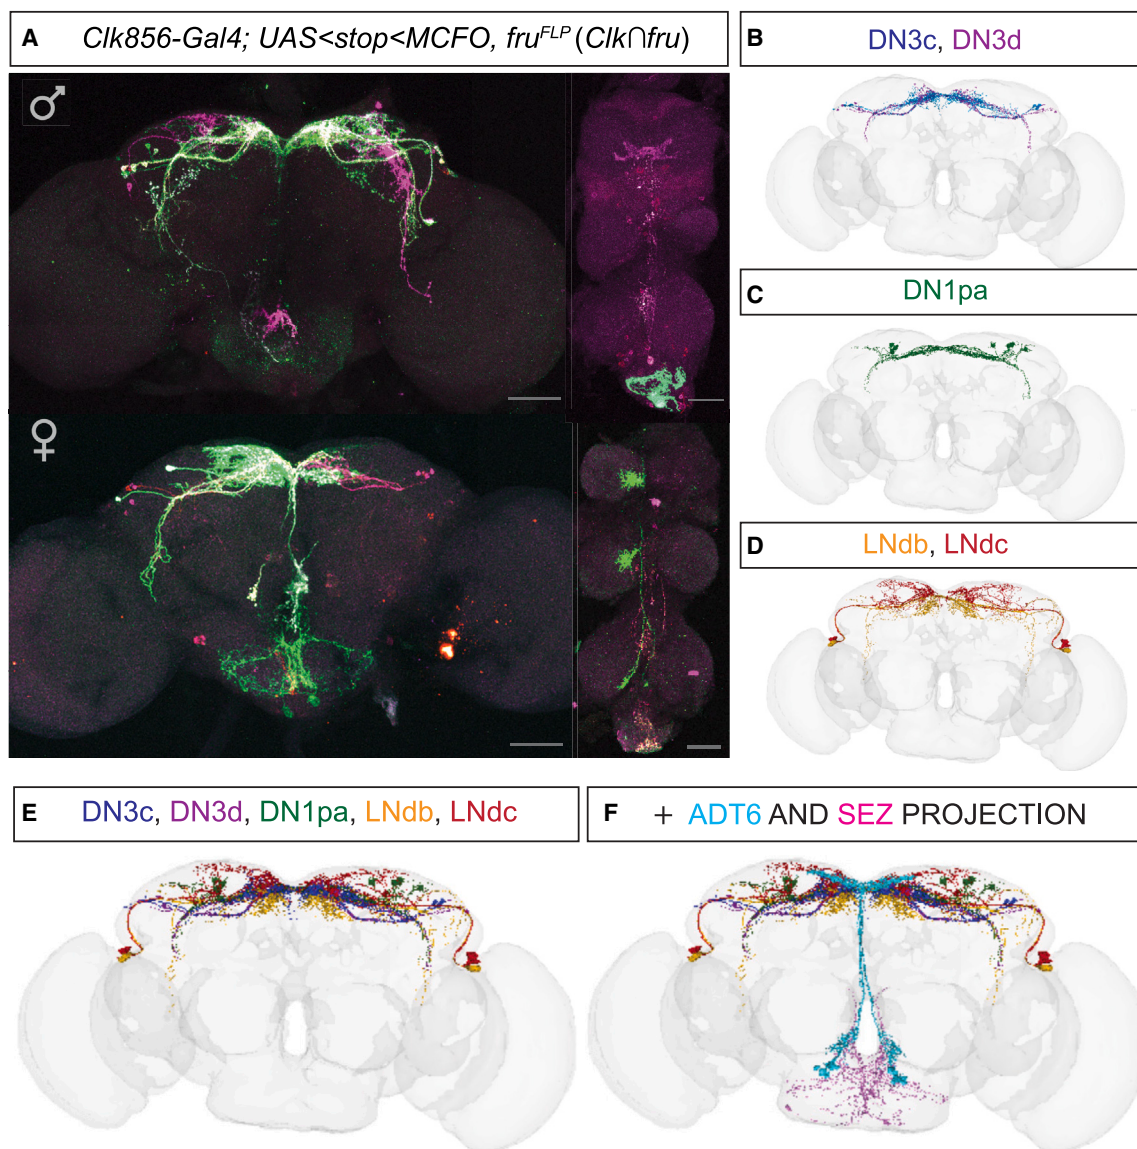 A Clk856-Gal4; UAS<stop<MCFO, fruFLP (Clk∩fru)
♂
♀
B DN3c, DN3d
C DN1pa
D LNdb, LNdc
E DN3c, DN3d, DN1pa, LNdb, LNdc
F + ADT6 AND SEZ PROJECTION